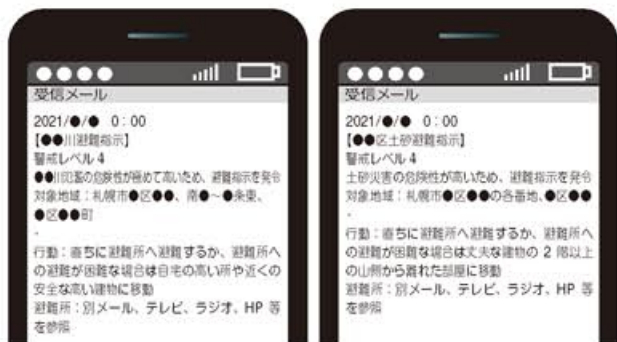 受信メール
2021/●/● 0:00
【●●川避難指示】
警戒レベル4
●●川氾濫の危険性が極めて高いため、避難指示を発令
対象地域：札幌市●区●●、南●～●条東、
●区●●町
行動：直ちに避難所へ避難するか、避難所へ
の避難が困難な場合は自宅の高い所や近くの
安全な高い建物に移動
避難所：別メール、テレビ、ラジオ、HP 等
を参照
受信メール
2021/●/● 0:00
【●●区土砂避難指示】
警戒レベル4
土砂災害の危険性が高いため、避難指示を発令
対象地域：札幌市●区●●の各番地、●区●●
行動：直ちに避難所へ避難するか、避難所へ
の避難が困難な場合は丈夫な建物の 2 階以上
の山側から離れた部屋に移動
避難所：別メール、テレビ、ラジオ、HP 等
を参照